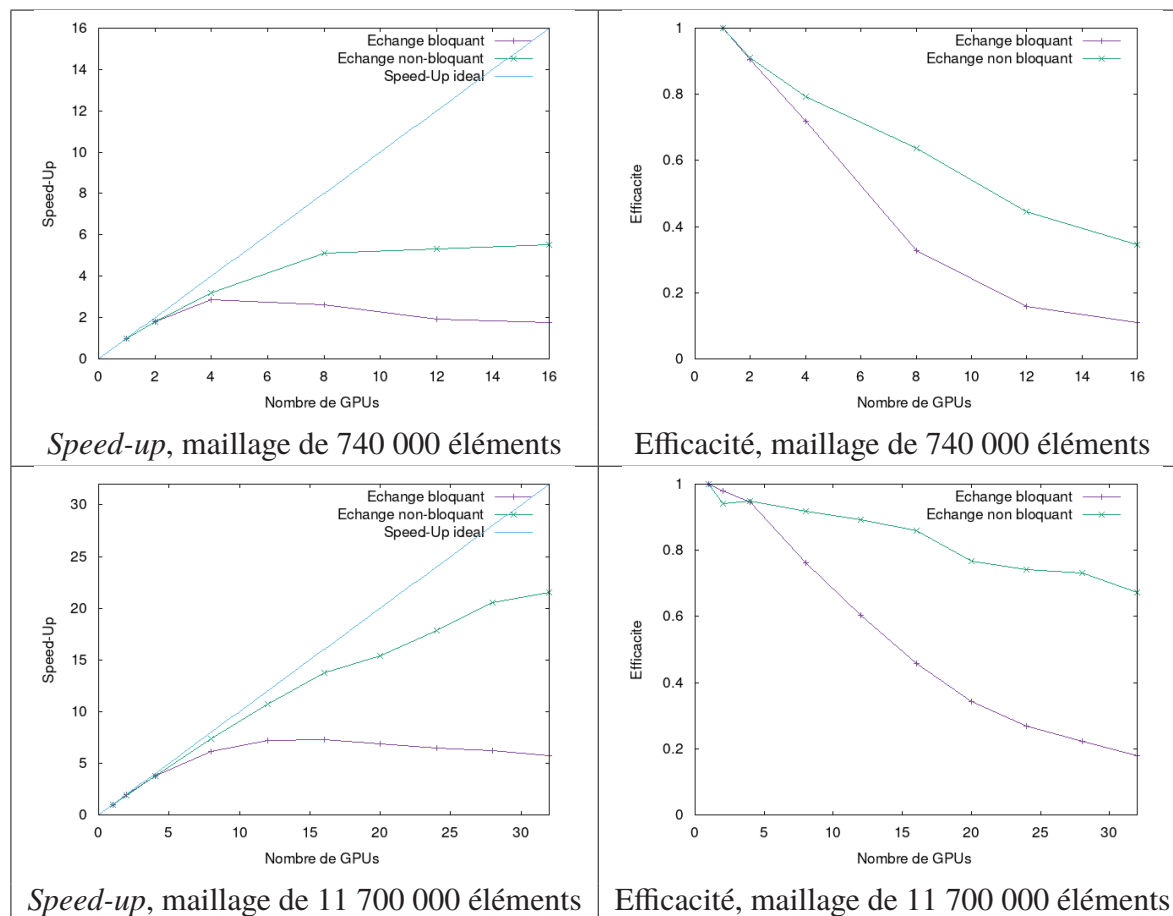 16
14
12
10
8
6
4
2
0
Speed-Up
Echange bloquant
Echange non-bloquant
Speed-Up ideal
0 2 4 6 8 10 12 14 16
Nombre de GPUs
Speed-up, maillage de 740 000 éléments
1
0.8
0.6
0.4
0.2
0
Efficacite
Echange bloquant
Echange non bloquant
0 2 4 6 8 10 12 14 16
Nombre de GPUs
Efficacité, maillage de 740 000 éléments
30
25
20
15
10
5
0
Speed-Up
Echange bloquant
Echange non-bloquant
Speed-Up ideal
0 5 10 15 20 25 30
Nombre de GPUs
Speed-up, maillage de 11 700 000 éléments
1
0.8
0.6
0.4
0.2
0
Efficacite
Echange bloquant
Echange non bloquant
0 5 10 15 20 25 30
Nombre de GPUs
Efficacité, maillage de 11 700 000 éléments